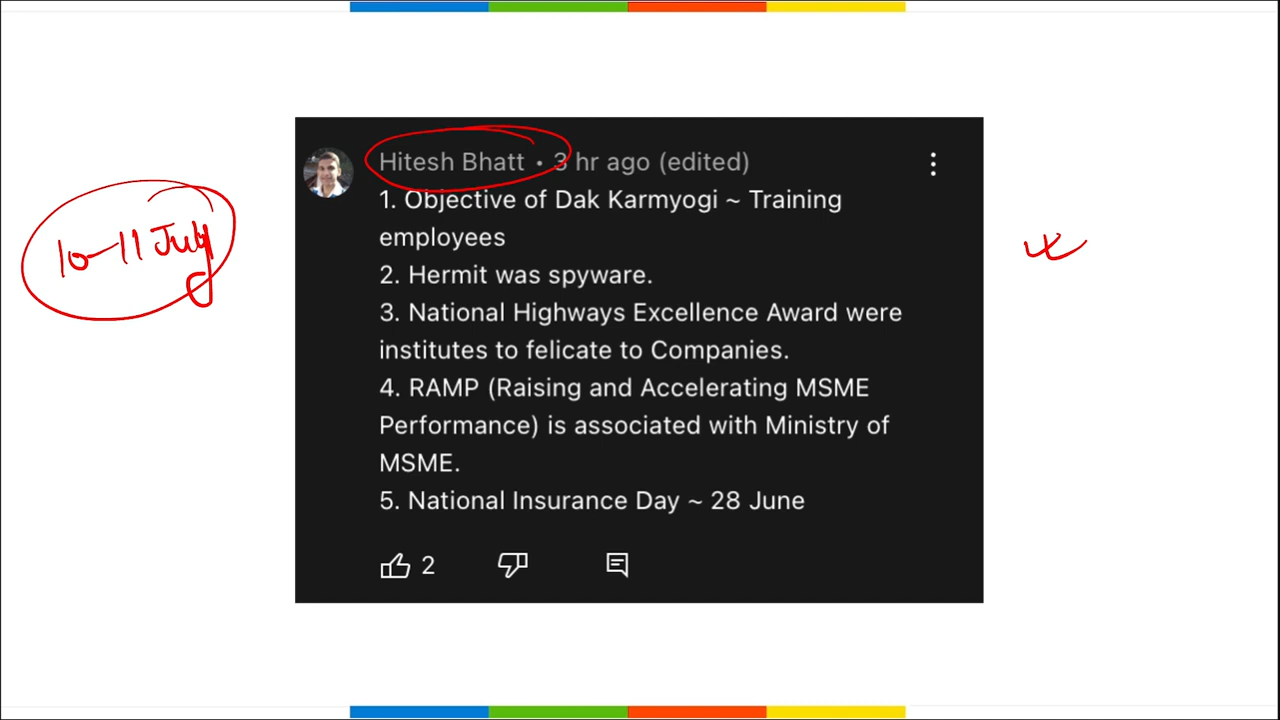 Hitesh Bhatt • 3 hr ago (edited)
1. Objective of Dak Karmyogi ~ Training
employees
2. Hermit was spyware.
3. National Highways Excellence Award were
institutes to felicate to Companies.
4. RAMP (Raising and Accelerating MSME
Performance) is associated with Ministry of
MSME.
5. National Insurance Day ~ 28 June
2
10-11 July